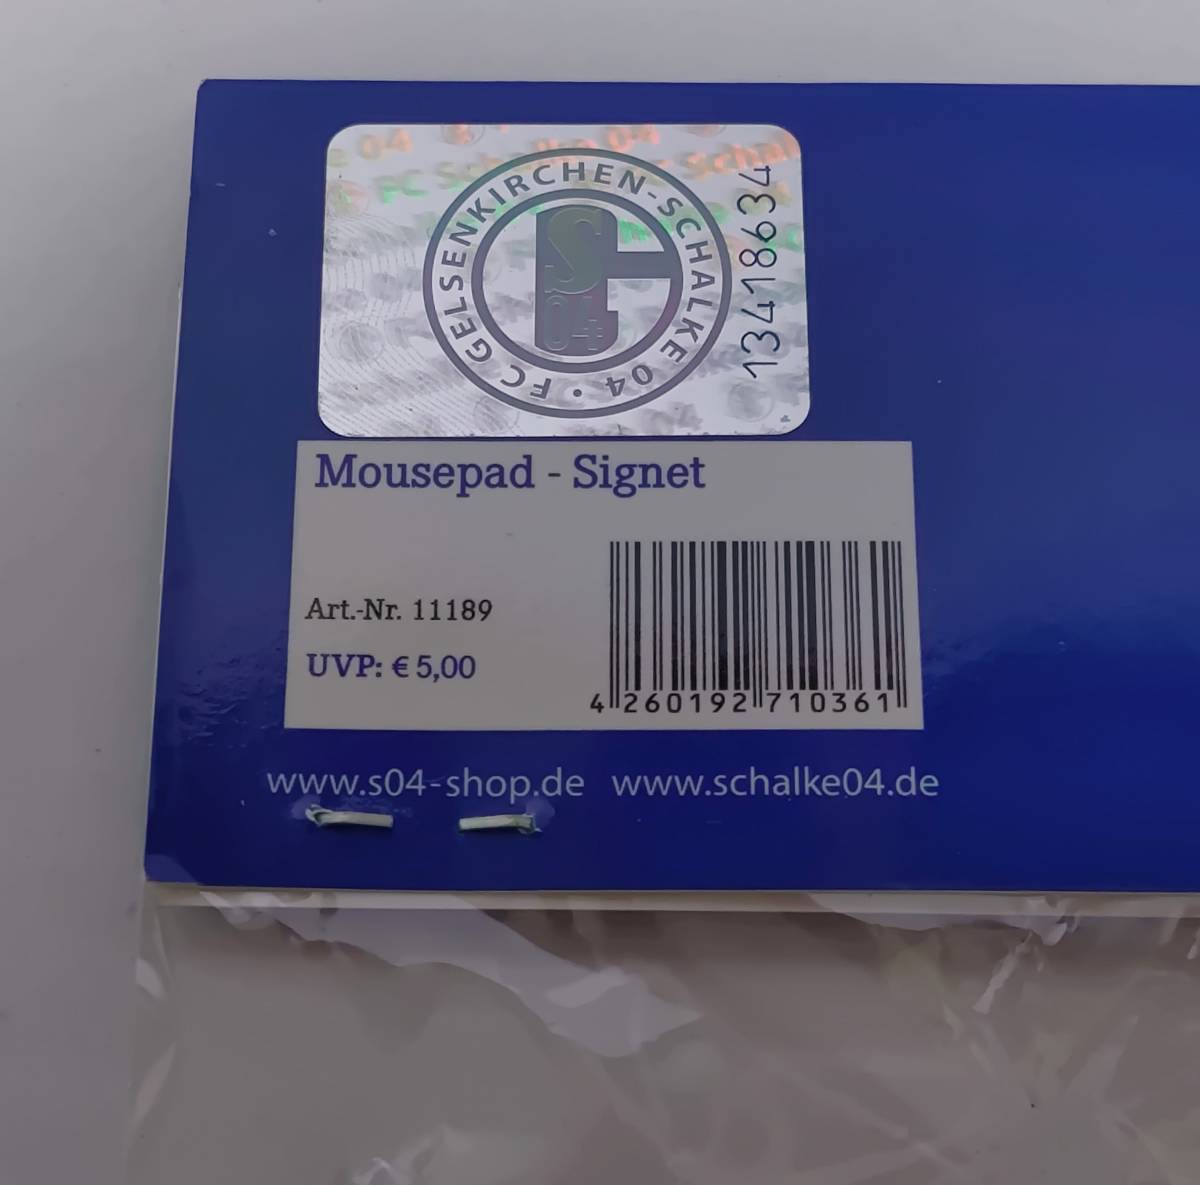 FC GELSENKIRCHEN-SCHALKE 04 •
S
04
13418634
Mousepad - Signet
Art.-Nr. 11189
UVP: € 5,00
4 260192 710361
www.s04-shop.de www.schalke04.de